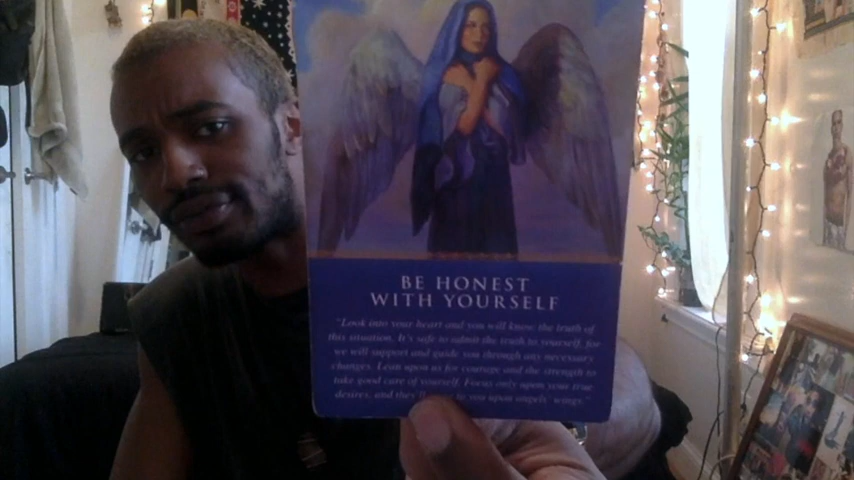 BE HONEST
WITH YOURSELF
"Look into your heart and you will know the truth of
this situation. It's safe to admit the truth to yourself, for
we will support and guide you through any necessary
changes. Lean upon us for courage and the strength to
take good care of yourself. Focus only upon your true
desires, and they'll to you upon angels' wings."